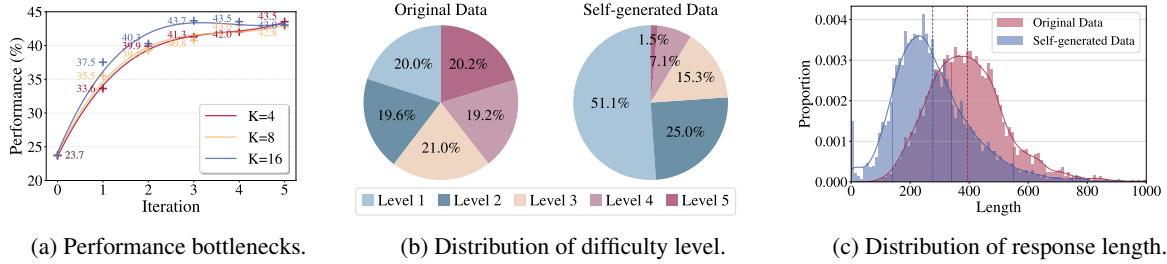 45
40
35
30
25
20
Performance (%)
0
1
2
3
4
5
Iteration
23.7
33.6
35.5
37.5
39.9
40.3
41.3
40.8
43.7
42.0
43.5
43.5
43.0
42.8
K=4
K=8
K=16
Original Data
20.0%
20.2%
19.6%
19.2%
21.0%
Self-generated Data
1.5%
7.1%
15.3%
51.1%
25.0%
Level 1
Level 2
Level 3
Level 4
Level 5
0.004
0.003
0.002
0.001
0.000
Proportion
0
200
400
600
800
1000
Length
Original Data
Self-generated Data
(a) Performance bottlenecks.
(b) Distribution of difficulty level.
(c) Distribution of response length.